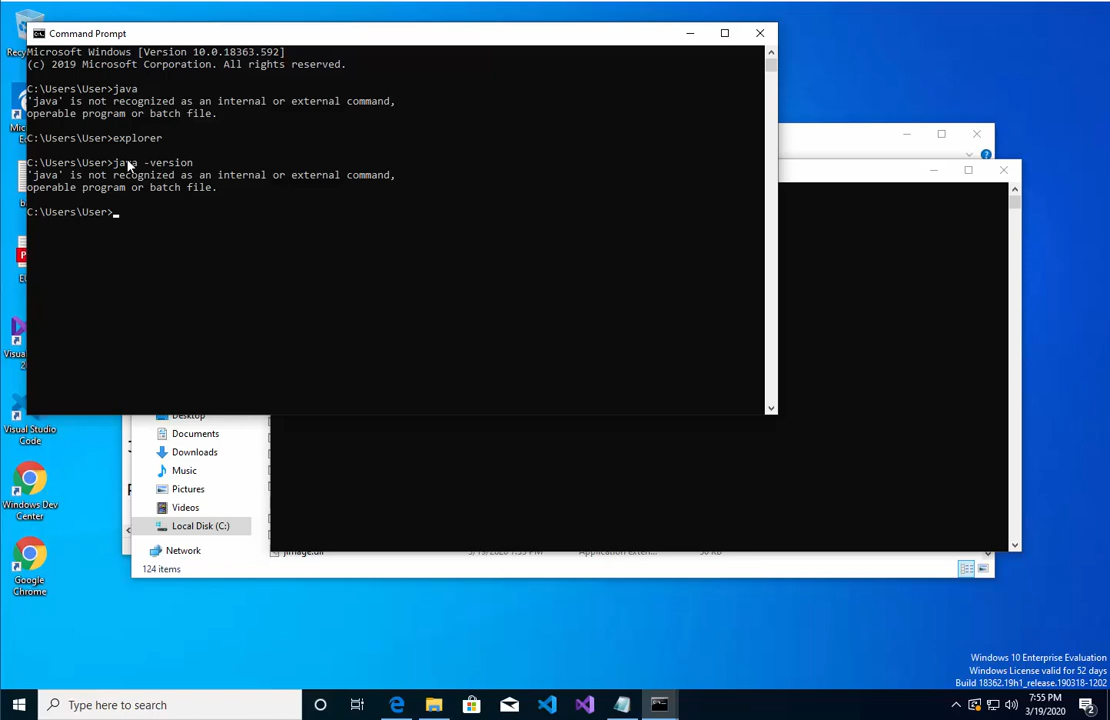 Command Prompt
Microsoft Windows [Version 10.0.18363.592]
(c) 2019 Microsoft Corporation. All rights reserved.
C:\Users\User>java
'java' is not recognized as an internal or external command,
operable program or batch file.
C:\Users\User>explorer
C:\Users\User>java -version
'java' is not recognized as an internal or external command,
operable program or batch file.
C:\Users\User>
Visual Studio
Code
Windows Dev
Center
Google
Chrome
Desktop
Documents
Downloads
Music
Pictures
Videos
Local Disk (C:)
Network
124 items
jimage.dll
Windows 10 Enterprise Evaluation
Windows License valid for 52 days
Build 18362.19h1_release.190318-1202
Type here to search
7:55 PM
3/19/2020
2